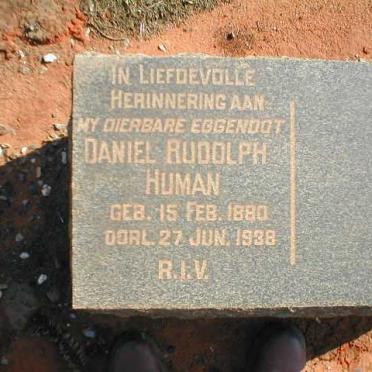 IN LIEFDEVOLLE
HERINNERING AAN
MY DIERBARE EGGENOOT
DANIEL RUDOLPH
HUMAN
GEB. 15 FEB. 1880
OORL. 27 JUN. 1938
R.I.V.